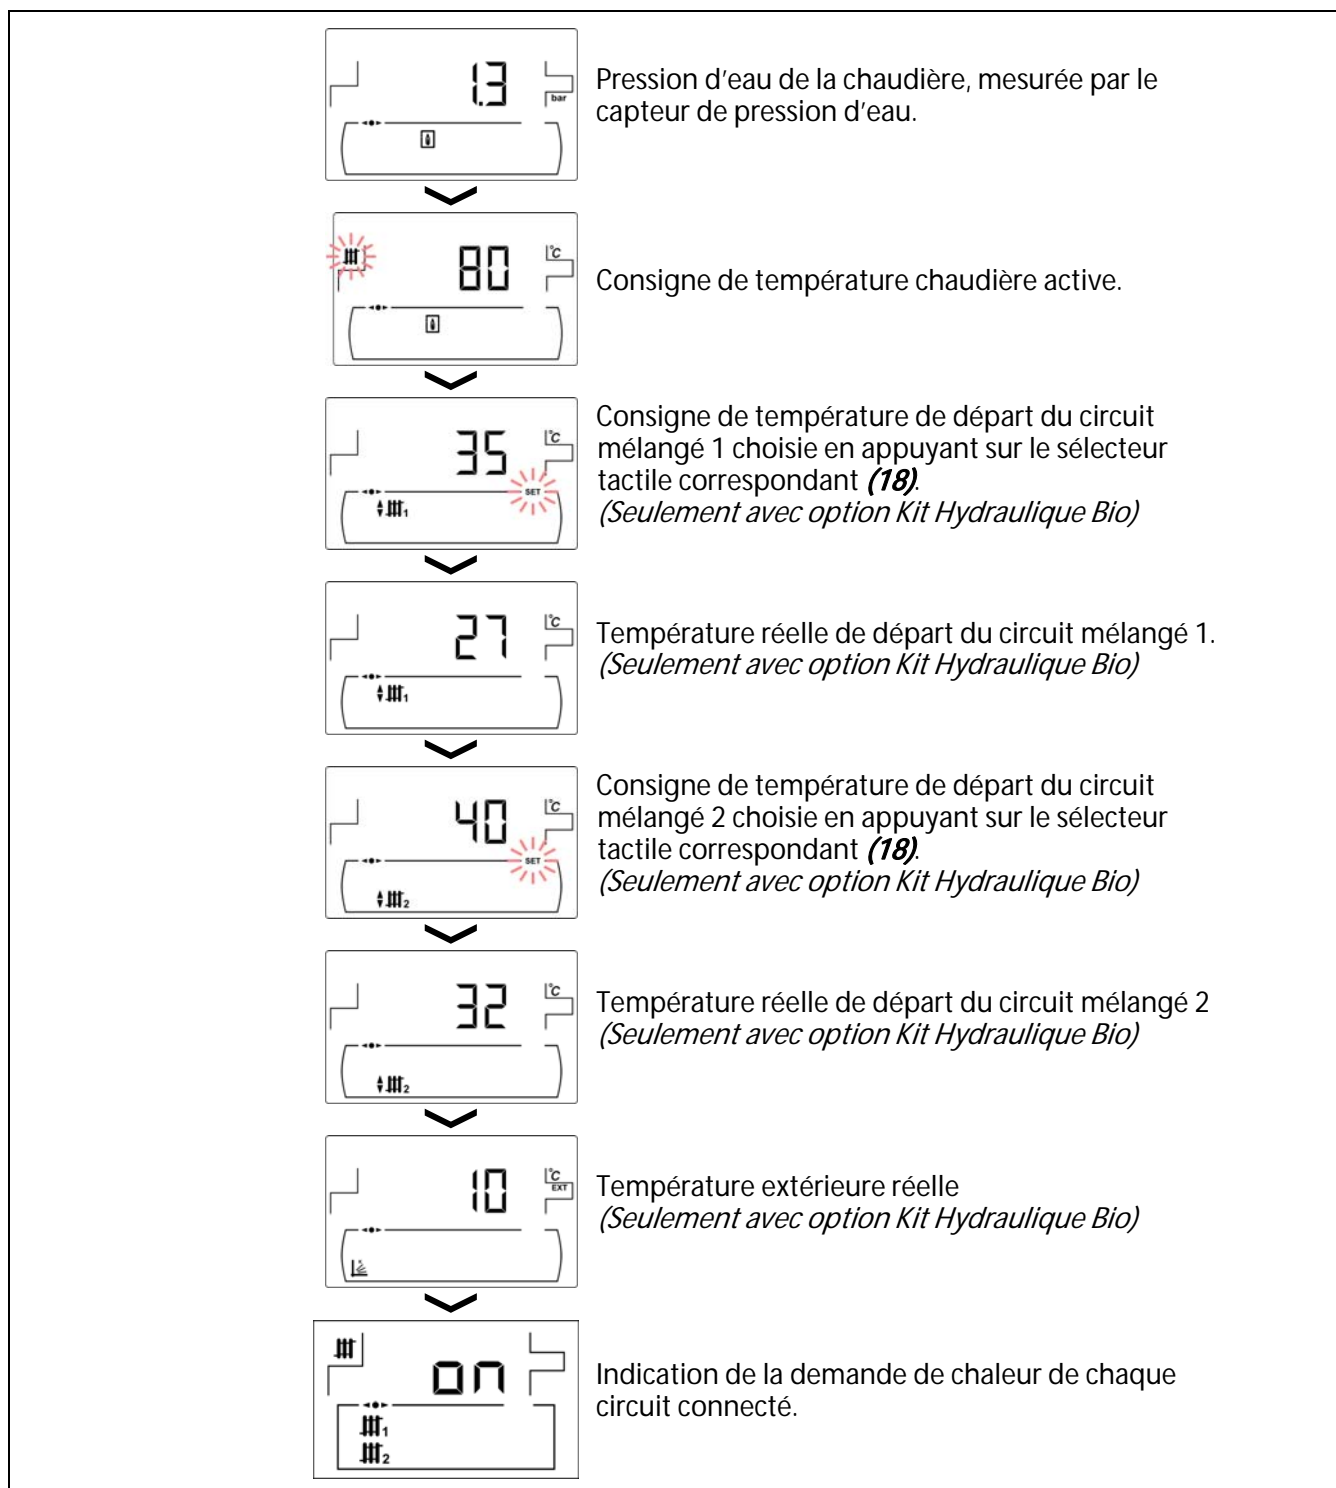 1.3
bar
Pression d'eau de la chaudière, mesurée par le
capteur de pression d'eau.
80
°C
Consigne de température chaudière active.
35
°C
SET
1
Consigne de température de départ du circuit
mélangé 1 choisie en appuyant sur le sélecteur
tactile correspondant (18).
(Seulement avec option Kit Hydraulique Bio)
27
°C
1
Température réelle de départ du circuit mélangé 1.
(Seulement avec option Kit Hydraulique Bio)
40
°C
SET
2
Consigne de température de départ du circuit
mélangé 2 choisie en appuyant sur le sélecteur
tactile correspondant (18).
(Seulement avec option Kit Hydraulique Bio)
32
°C
2
Température réelle de départ du circuit mélangé 2
(Seulement avec option Kit Hydraulique Bio)
10
°C
EXT
Température extérieure réelle
(Seulement avec option Kit Hydraulique Bio)
on
1
2
Indication de la demande de chaleur de chaque
circuit connecté.